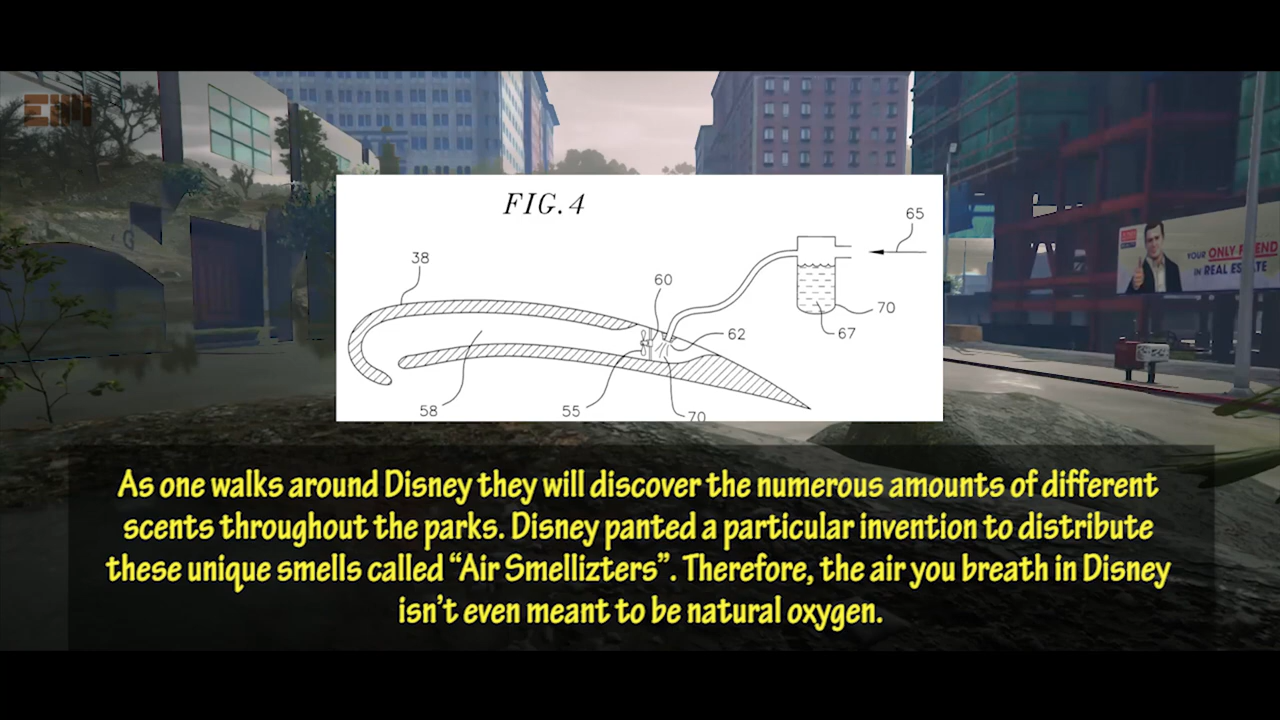 EM
FIG. 4
65
38
60
70
62
67
58
55
70
YOUR ONLY FRIEND
IN REAL ESTATE
As one walks around Disney they will discover the numerous amounts of different
scents throughout the parks. Disney panted a particular invention to distribute
these unique smells called “Air Smellizters”. Therefore, the air you breath in Disney
isn’t even meant to be natural oxygen.